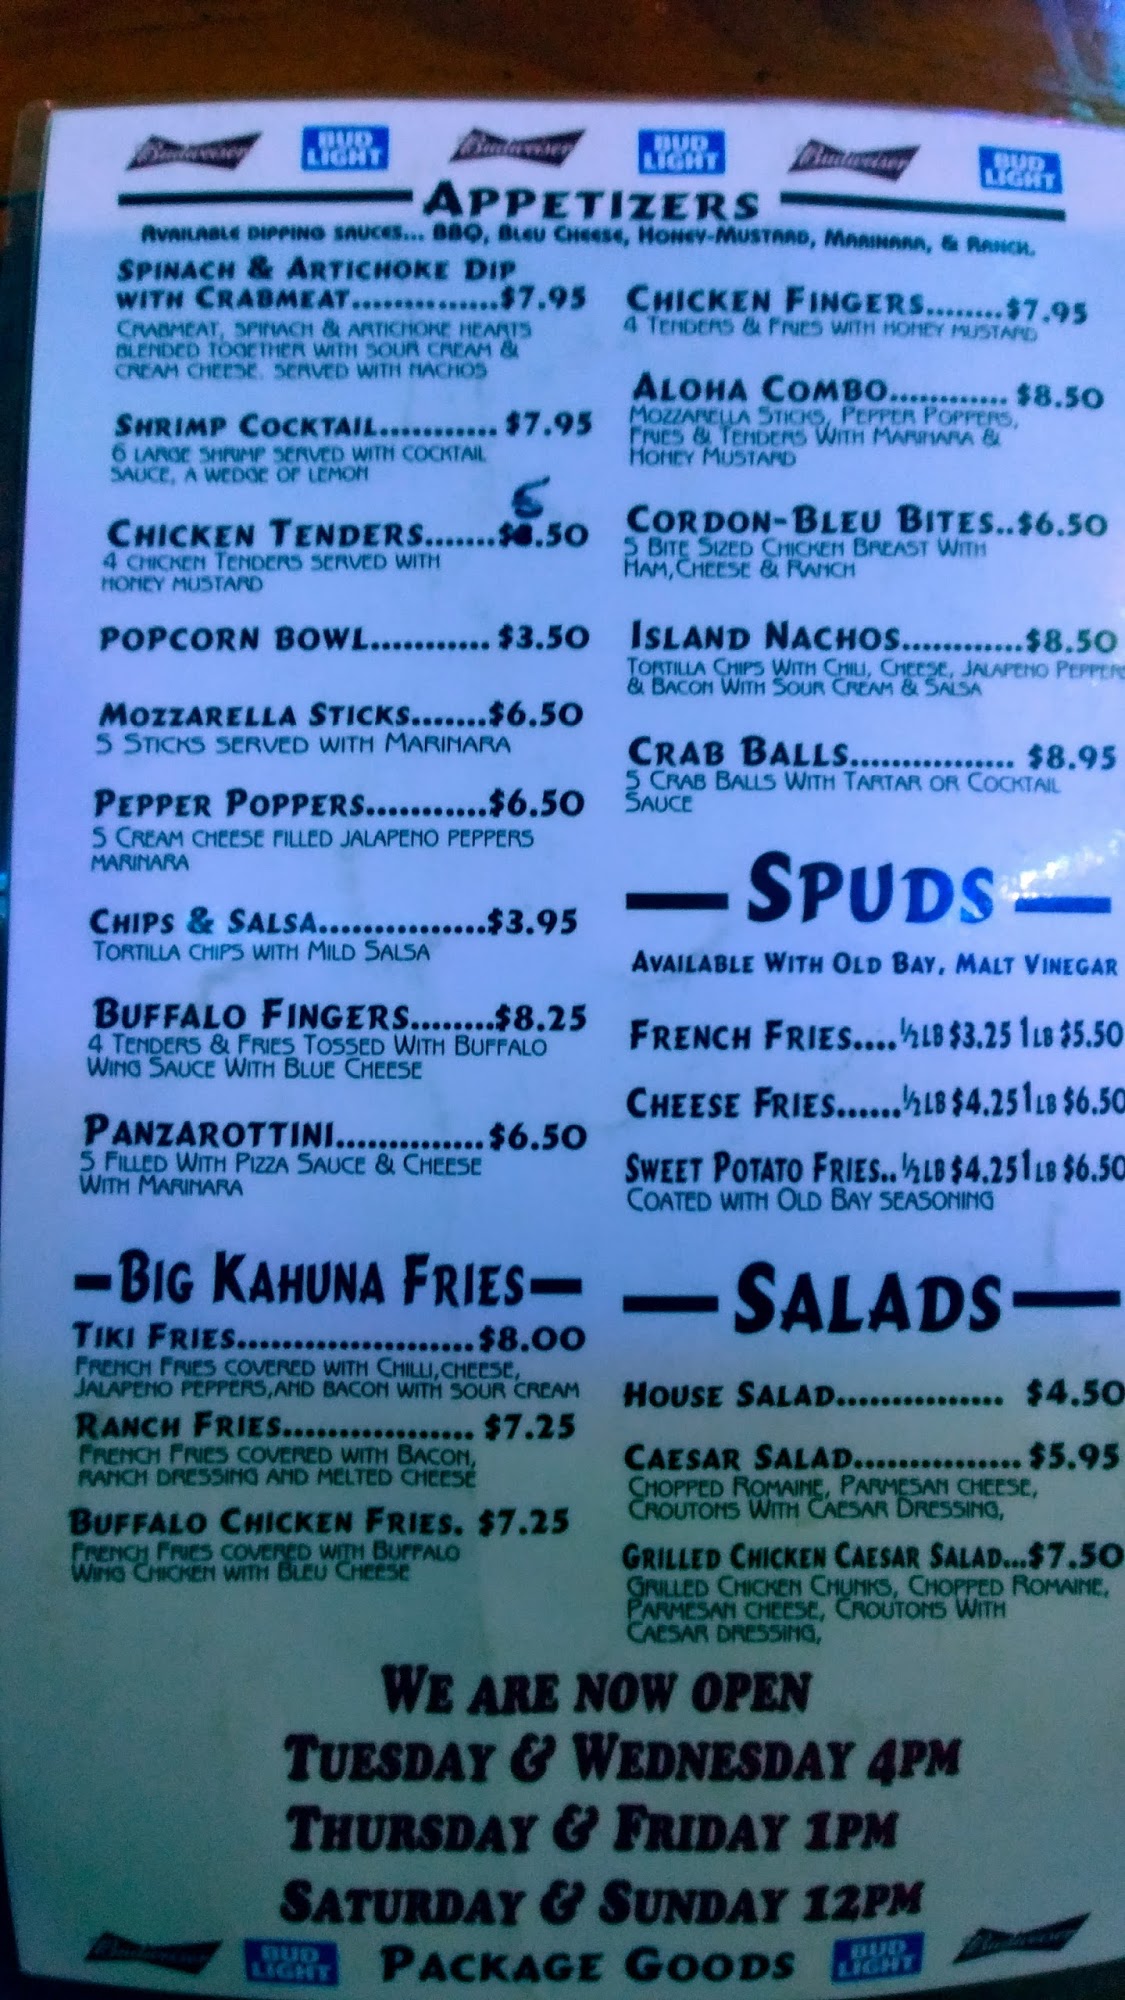 Budweiser BUD LIGHT Budweiser BUD LIGHT Budweiser BUD LIGHT
APPETIZERS
AVAILABLE DIPPING SAUCES... BBQ, BLEU CHEESE, HONEY-MUSTARD, MARINARA, & RANCH.
SPINACH & ARTICHOKE DIP
WITH CRABMEAT...............$7.95
CRABMEAT, SPINACH & ARTICHOKE HEARTS
BLENDED TOGETHER WITH SOUR CREAM &
CREAM CHEESE. SERVED WITH NACHOS
SHRIMP COCKTAIL............ $7.95
6 LARGE SHRIMP SERVED WITH COCKTAIL
SAUCE, A WEDGE OF LEMON
CHICKEN TENDERS.......$6.50
4 CHICKEN TENDERS SERVED WITH
HONEY MUSTARD
POPCORN BOWL............ $3.50
MOZZARELLA STICKS.......$6.50
5 STICKS SERVED WITH MARINARA
PEPPER POPPERS............$6.50
5 CREAM CHEESE FILLED JALAPENO PEPPERS
MARINARA
CHIPS & SALSA................$3.95
TORTILLA CHIPS WITH MILD SALSA
BUFFALO FINGERS........$8.25
4 TENDERS & FRIES TOSSED WITH BUFFALO
WING SAUCE WITH BLUE CHEESE
PANZAROTTINI..............$6.50
5 FILLED WITH PIZZA SAUCE & CHEESE
WITH MARINARA
BIG KAHUNA FRIES
TIKI FRIES.......................$8.00
FRENCH FRIES COVERED WITH CHILLI,CHEESE,
JALAPENO PEPPERS,AND BACON WITH SOUR CREAM
RANCH FRIES................... $7.25
FRENCH FRIES COVERED WITH BACON,
RANCH DRESSING AND MELTED CHEESE
BUFFALO CHICKEN FRIES. $7.25
FRENCH FRIES COVERED WITH BUFFALO
WING CHICKEN WITH BLEU CHEESE
CHICKEN FINGERS........$7.95
4 TENDERS & FRIES WITH HONEY MUSTARD
ALOHA COMBO............ $8.50
MOZZARELLA STICKS, PEPPER POPPERS,
FRIES & TENDERS WITH MARINARA &
HONEY MUSTARD
CORDON-BLEU BITES..$6.50
5 BITE SIZED CHICKEN BREAST WITH
HAM,CHEESE & RANCH
ISLAND NACHOS............$8.50
TORTILLA CHIPS WITH CHILI, CHEESE, JALAPENO PEPPERS
& BACON WITH SOUR CREAM & SALSA
CRAB BALLS................ $8.95
5 CRAB BALLS WITH TARTAR OR COCKTAIL
SAUCE
SPUDS
AVAILABLE WITH OLD BAY, MALT VINEGAR
FRENCH FRIES....½LB $3.25 1LB $5.50
CHEESE FRIES......½LB $4.25 1LB $6.50
SWEET POTATO FRIES..½LB $4.25 1LB $6.50
COATED WITH OLD BAY SEASONING
SALADS
HOUSE SALAD................ $4.50
CAESAR SALAD................$5.95
CHOPPED ROMAINE, PARMESAN CHEESE,
CROUTONS WITH CAESAR DRESSING,
GRILLED CHICKEN CAESAR SALAD...$7.50
GRILLED CHICKEN CHUNKS, CHOPPED ROMAINE,
PARMESAN CHEESE, CROUTONS WITH
CAESAR DRESSING,
WE ARE NOW OPEN
TUESDAY & WEDNESDAY 4PM
THURSDAY & FRIDAY 1PM
SATURDAY & SUNDAY 12PM
Budweiser BUD LIGHT PACKAGE GOODS BUD LIGHT Budweiser